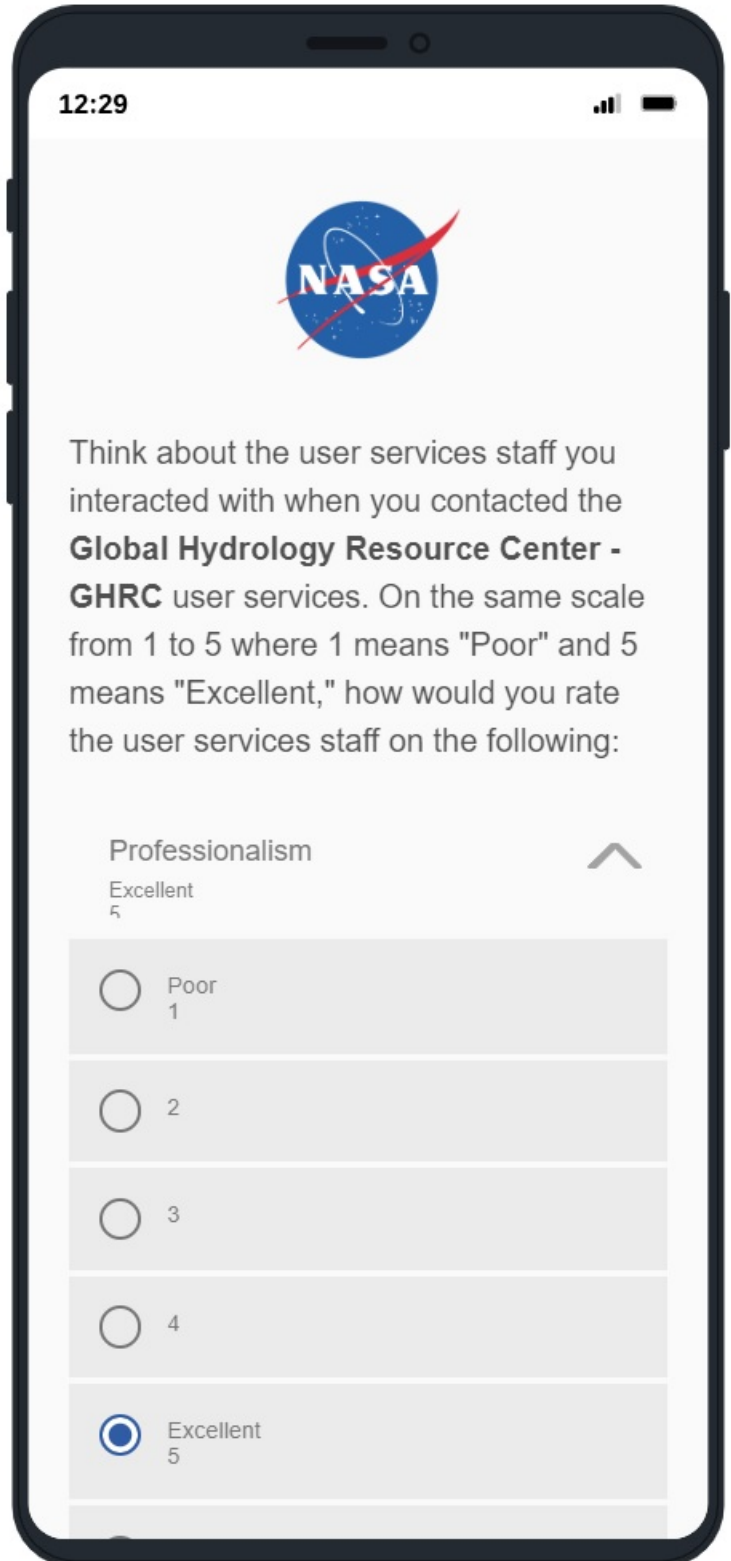 12:29
NASA
Think about the user services staff you
interacted with when you contacted the
Global Hydrology Resource Center -
GHRC user services. On the same scale
from 1 to 5 where 1 means "Poor" and 5
means "Excellent," how would you rate
the user services staff on the following:
Professionalism
Excellent
5
Poor
1
2
3
4
Excellent
5